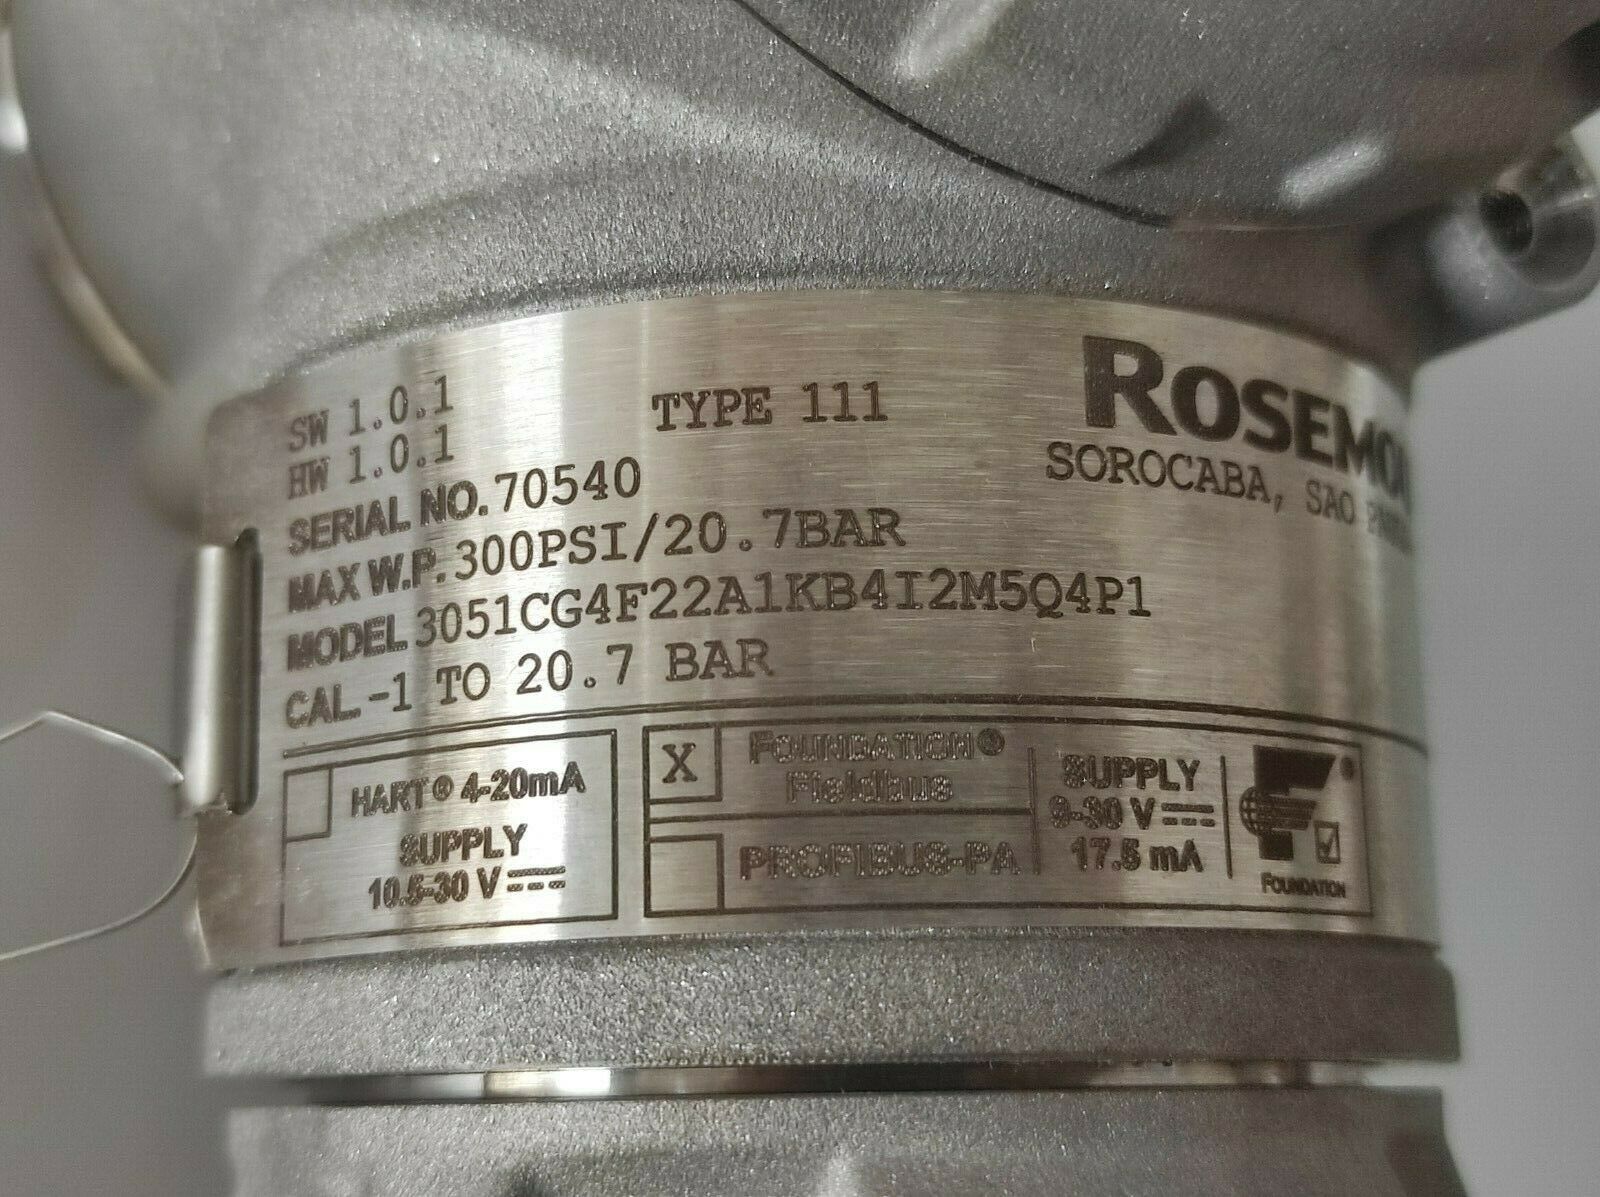 SW 1.0.1
HW 1.0.1
TYPE 111
SOROCABA, SAO
SERIAL NO. 70540
MAX W.P. 300PSI/20.7BAR
MODEL 3051CG4F22A1KB4I2M5Q4P1
CAL. -1 TO 20.7 BAR
HART® 4-20mA
SUPPLY
10.5-30 V
X
FOUNDATION®
Fieldbus
PROFIBUS-PA
SUPPLY
9-30 V
17.5 mA
F®
FOUNDATION